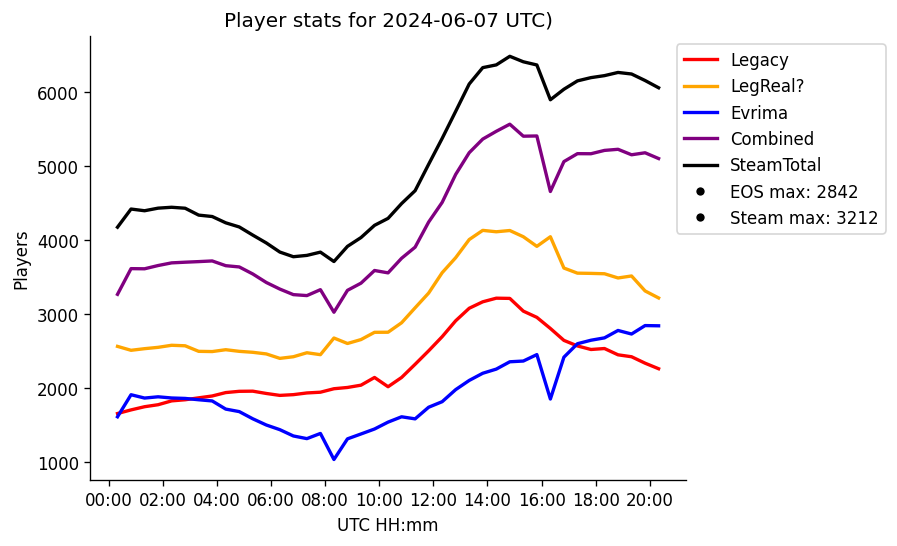 Player stats for 2024-06-07 UTC)
Legacy
LegReal?
Evrima
Combined
SteamTotal
EOS max: 2842
Steam max: 3212
Players
6000
5000
4000
3000
2000
1000
00:00 02:00 04:00 06:00 08:00 10:00 12:00 14:00 16:00 18:00 20:00
UTC HH:mm